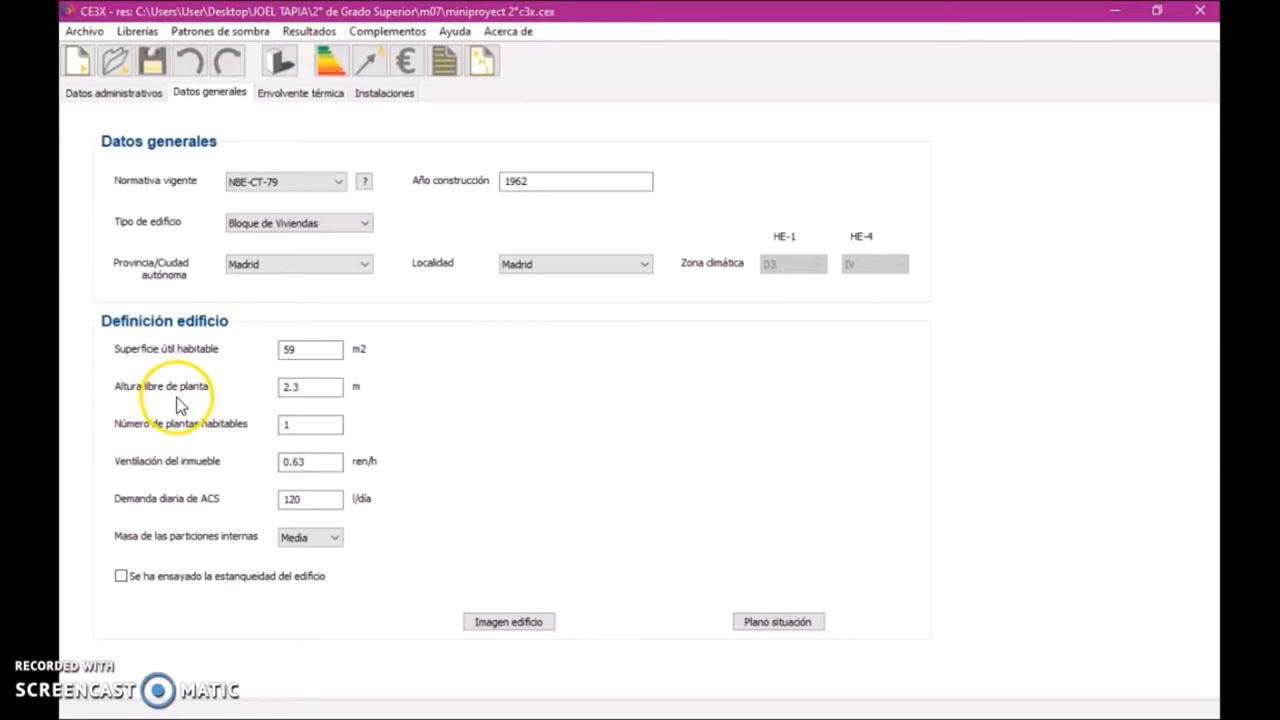 CE3X - res: C:\Users\User\Desktop\JOEL TAPIA\2° de Grado Superior\m07\miniproyect 2°c3x.cex
Archivo Librerías Patrones de sombra Resultados Complementos Ayuda Acerca de
Datos administrativos Datos generales Envolvente térmica Instalaciones
Datos generales
Normativa vigente NBE-CT-79 ? Año construcción 1962
Tipo de edificio Bloque de Viviendas
HE-1 HE-4
Provincia/Ciudad autónoma Madrid Localidad Madrid Zona climática D3 IV
Definición edificio
Superficie útil habitable 59 m2
Altura libre de planta 2.3 m
Número de plantas habitables 1
Ventilación del inmueble 0.63 ren/h
Demanda diaria de ACS 120 l/día
Masa de las particiones internas Media
Se ha ensayado la estanqueidad del edificio
Imagen edificio Plano situación
RECORDED WITH
SCREENCAST MATIC